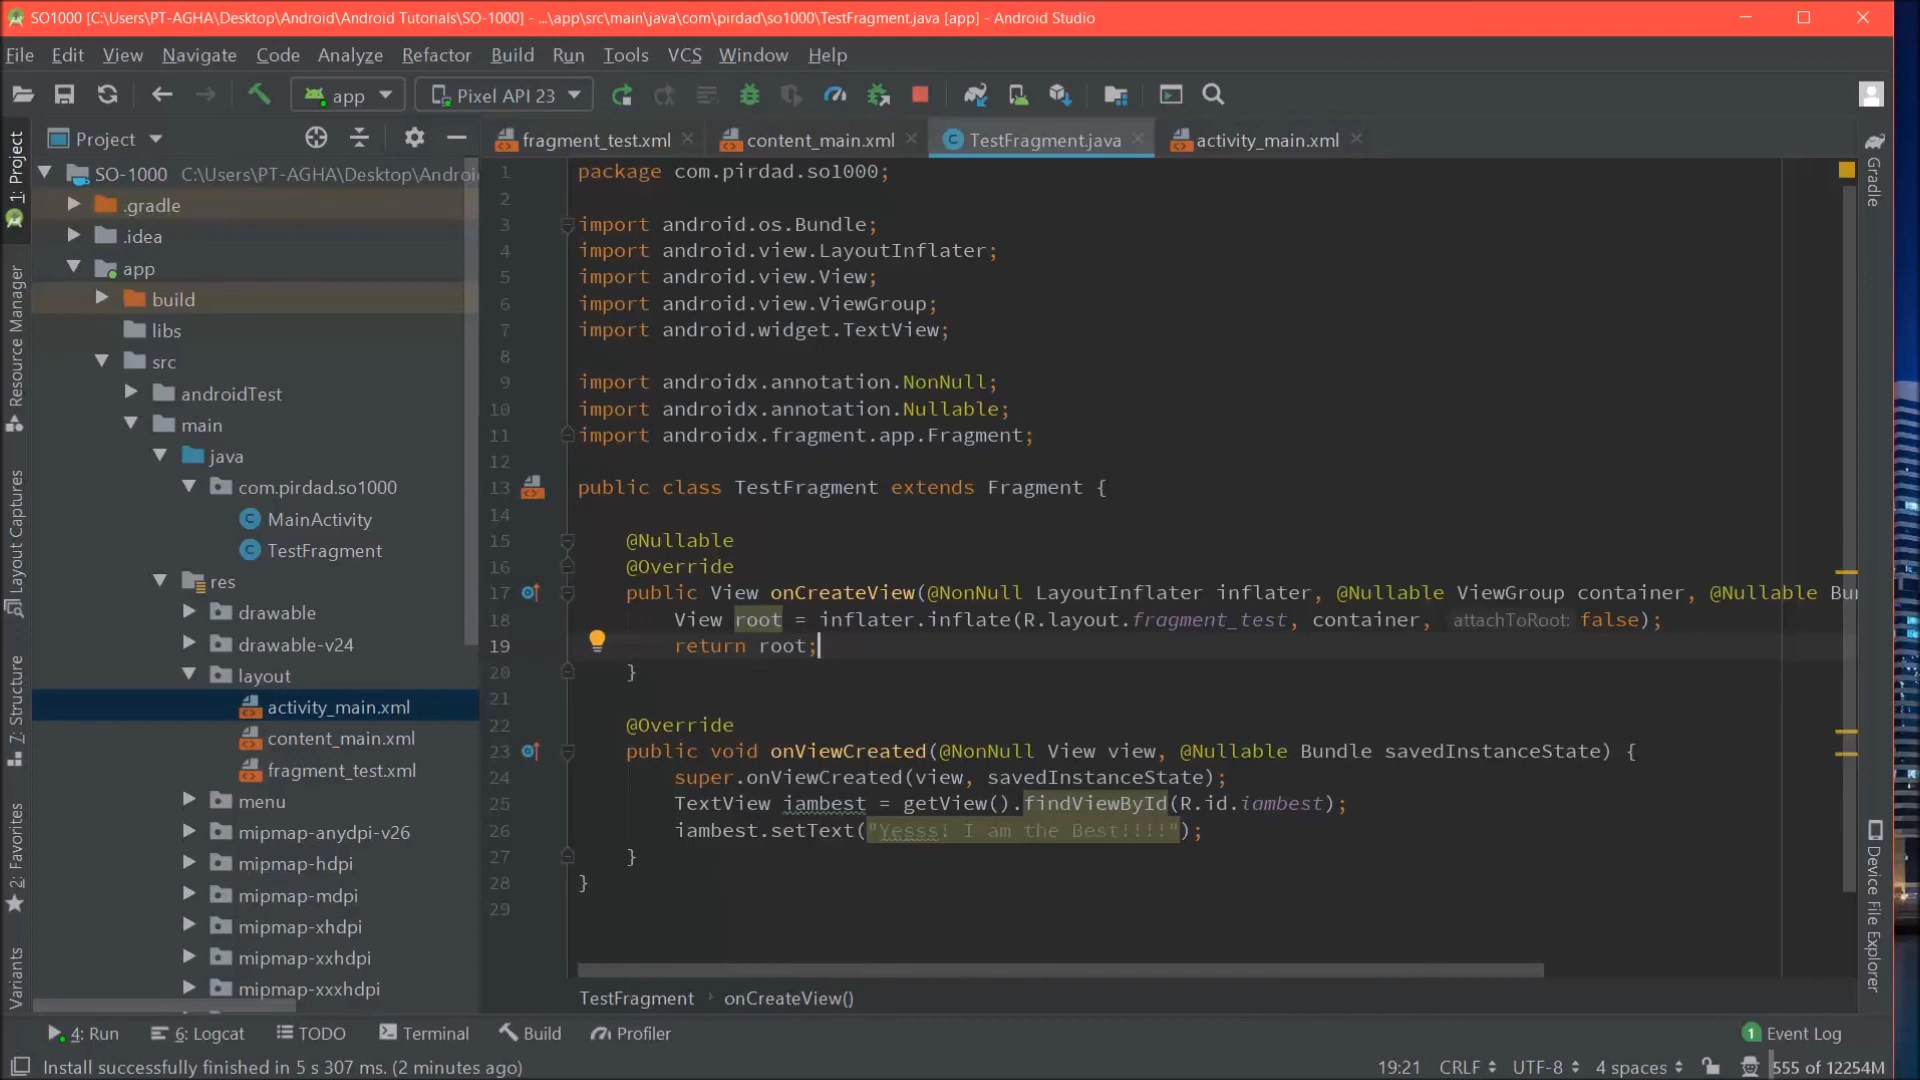 SO1000 [C:\Users\PT-AGHA\Desktop\Android\Android Tutorials\SO-1000] - ...\app\src\main\java\com\pirdad\so1000\TestFragment.java [app] - Android Studio
File Edit View Navigate Code Analyze Refactor Build Run Tools VCS Window Help
app Pixel API 23
Project fragment_test.xml content_main.xml TestFragment.java activity_main.xml
1: Project
Resource Manager
Layout Captures
7: Structure
2: Favorites
Variants
SO-1000 C:\Users\PT-AGHA\Desktop\Androi
.gradle
.idea
app
build
libs
src
androidTest
main
java
com.pirdad.so1000
MainActivity
TestFragment
res
drawable
drawable-v24
layout
activity_main.xml
content_main.xml
fragment_test.xml
menu
mipmap-anydpi-v26
mipmap-hdpi
mipmap-mdpi
mipmap-xhdpi
mipmap-xxhdpi
mipmap-xxxhdpi
1 package com.pirdad.so1000;
2
3 import android.os.Bundle;
4 import android.view.LayoutInflater;
5 import android.view.View;
6 import android.view.ViewGroup;
7 import android.widget.TextView;
8
9 import androidx.annotation.NonNull;
10 import androidx.annotation.Nullable;
11 import androidx.fragment.app.Fragment;
12
13 public class TestFragment extends Fragment {
14
15 @Nullable
16 @Override
17 public View onCreateView(@NonNull LayoutInflater inflater, @Nullable ViewGroup container, @Nullable Bu
18 View root = inflater.inflate(R.layout.fragment_test, container, attachToRoot: false);
19 return root;
20 }
21
22 @Override
23 public void onViewCreated(@NonNull View view, @Nullable Bundle savedInstanceState) {
24 super.onViewCreated(view, savedInstanceState);
25 TextView iambest = getView().findViewById(R.id.iambest);
26 iambest.setText("Yesss! I am the Best!!!!");
27 }
28 }
29
TestFragment › onCreateView()
Gradle
Device File Explorer
4: Run 6: Logcat TODO Terminal Build Profiler 1 Event Log
Install successfully finished in 5 s 307 ms. (2 minutes ago) 19:21 CRLF UTF-8 4 spaces 555 of 12254M